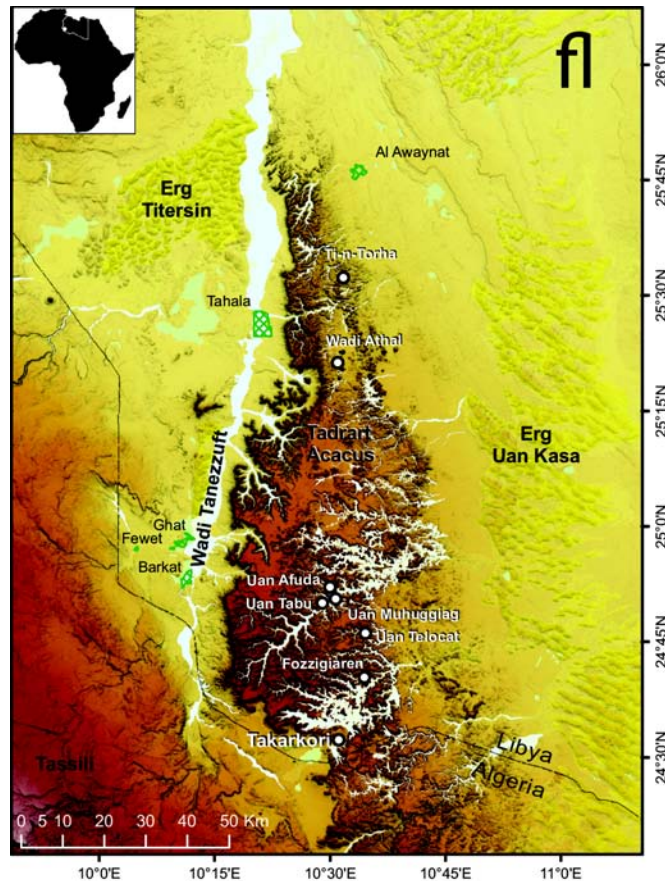 fl
26°0'N
Al Awaynat
25°45'N
Erg
Titersin
Ti-n-Torha
25°30'N
Tahala
Wadi Athal
25°15'N
Tadrart
Acacus
Erg
Uan Kasa
Wadi Tanezzuft
25°0'N
Ghat
Fewet
Barkat
Uan Afuda
Uan Tabu
Uan Muhuggiag
24°45'N
Uan Telocat
Fozzigiaren
Takarkori
Libya
Algeria
24°30'N
Tassili
0 5 10 20 30 40 50 Km
10°0'E 10°15'E 10°30'E 10°45'E 11°0'E